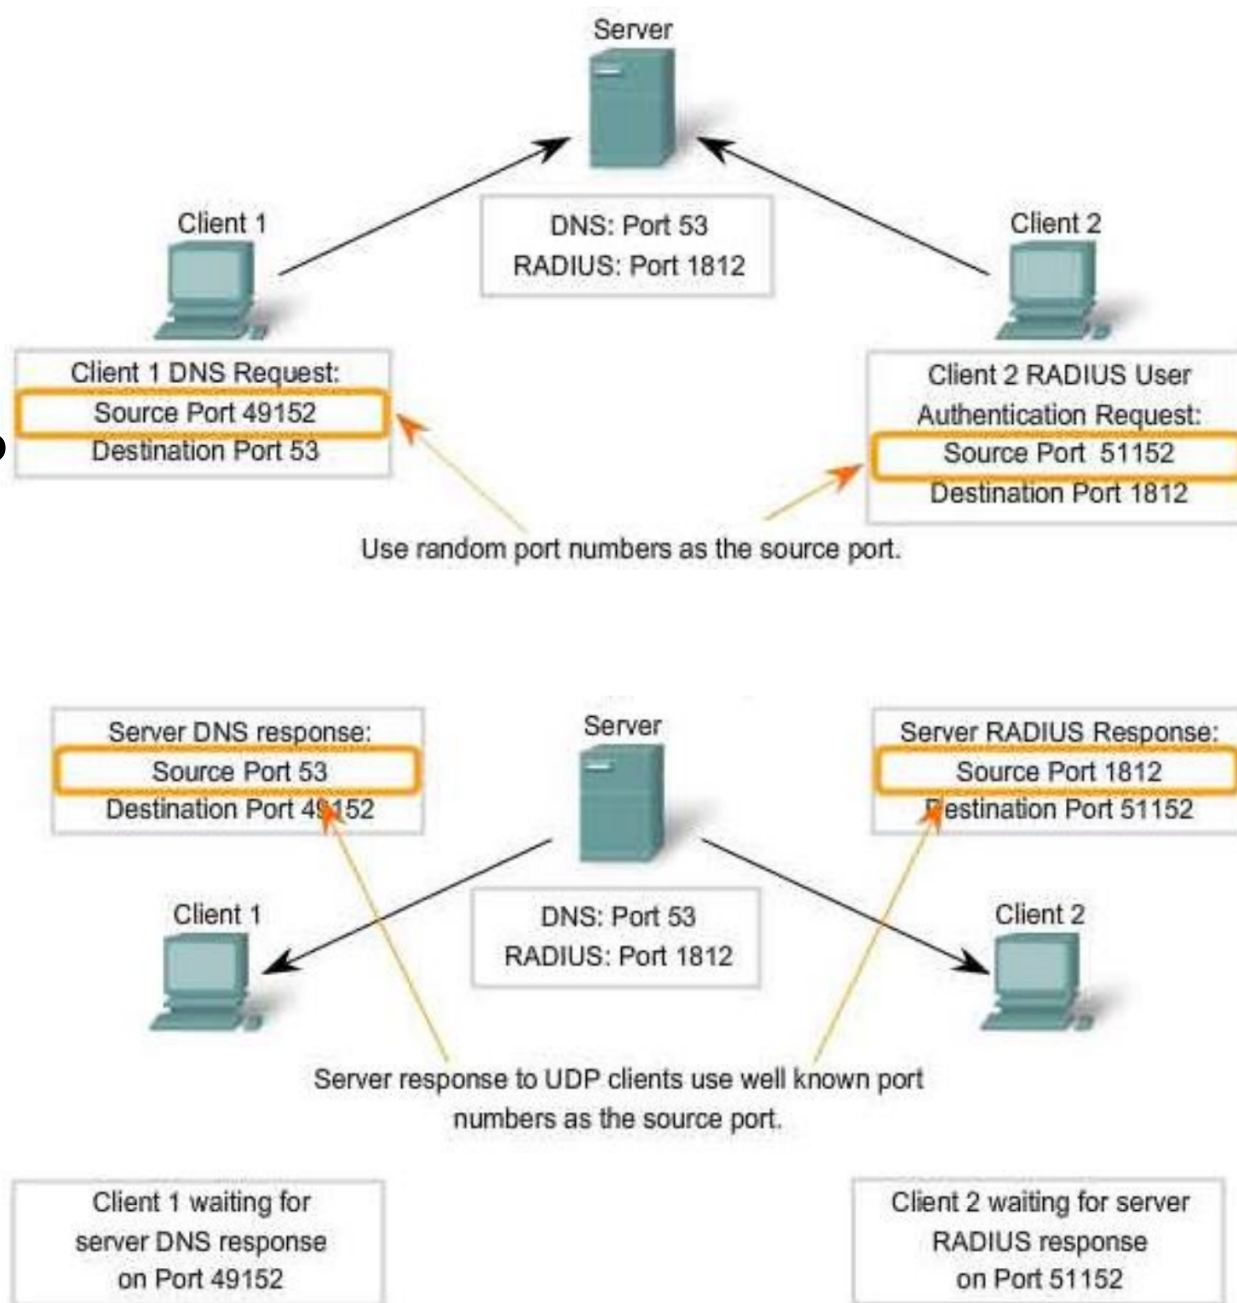 Server
DNS: Port 53
RADIUS: Port 1812
Client 1
Client 1 DNS Request:
Source Port 49152
Destination Port 53
Client 2
Client 2 RADIUS User
Authentication Request:
Source Port 51152
Destination Port 1812
Use random port numbers as the source port.
Server DNS response:
Source Port 53
Destination Port 49152
Server
Server RADIUS Response:
Source Port 1812
Destination Port 51152
Client 1
DNS: Port 53
RADIUS: Port 1812
Client 2
Server response to UDP clients use well known port
numbers as the source port.
Client 1 waiting for
server DNS response
on Port 49152
Client 2 waiting for server
RADIUS response
on Port 51152